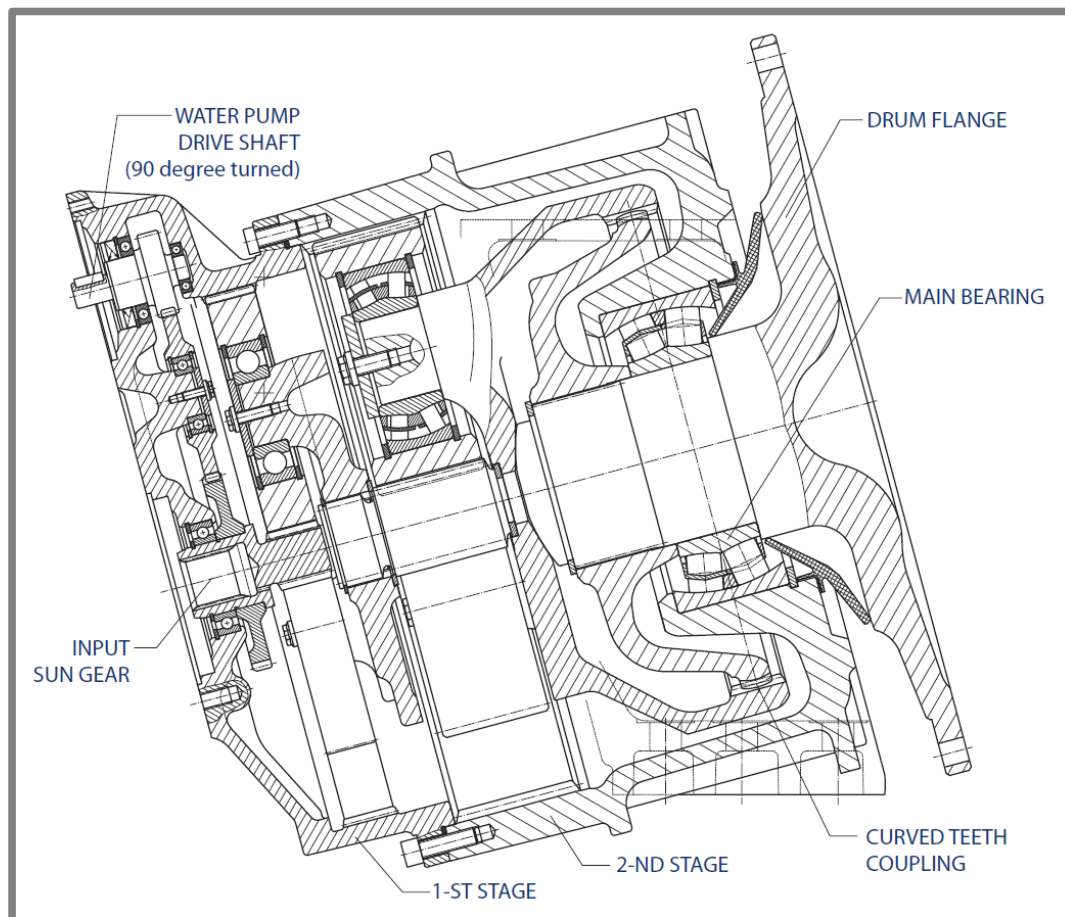 WATER PUMP
DRIVE SHAFT
(90 degree turned)
DRUM FLANGE
MAIN BEARING
INPUT
SUN GEAR
CURVED TEETH
COUPLING
2-ND STAGE
1-ST STAGE